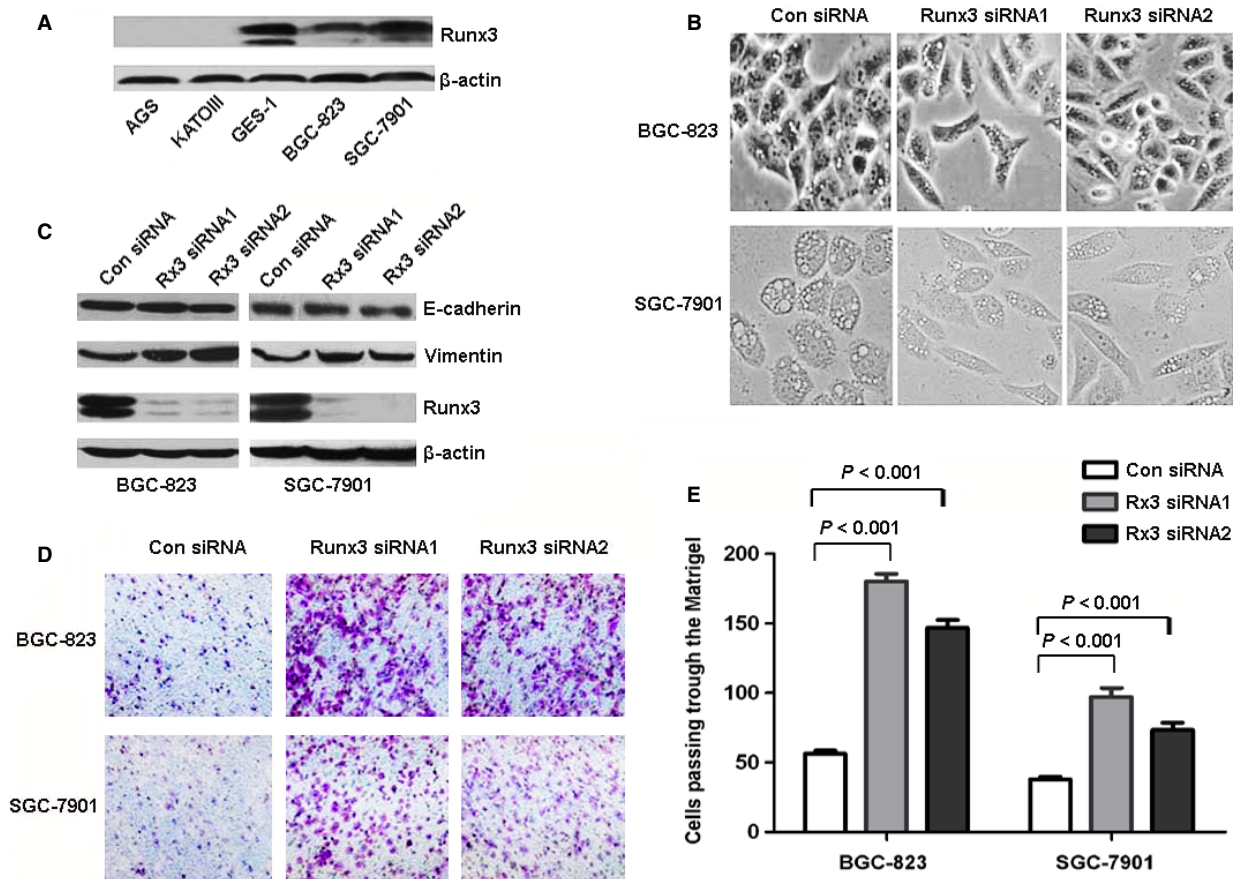 A
Runx3
β-actin
AGS
KATOIII
GES-1
BGC-823
SGC-7901
B
Con siRNA
Runx3 siRNA1
Runx3 siRNA2
BGC-823
SGC-7901
C
Con siRNA
Rx3 siRNA1
Rx3 siRNA2
Con siRNA
Rx3 siRNA1
Rx3 siRNA2
E-cadherin
Vimentin
Runx3
β-actin
BGC-823
SGC-7901
D
Con siRNA
Runx3 siRNA1
Runx3 siRNA2
BGC-823
SGC-7901
E
Con siRNA
Rx3 siRNA1
Rx3 siRNA2
P < 0.001
P < 0.001
P < 0.001
P < 0.001
Cells passing trough the Matrigel
200
150
100
50
0
BGC-823
SGC-7901